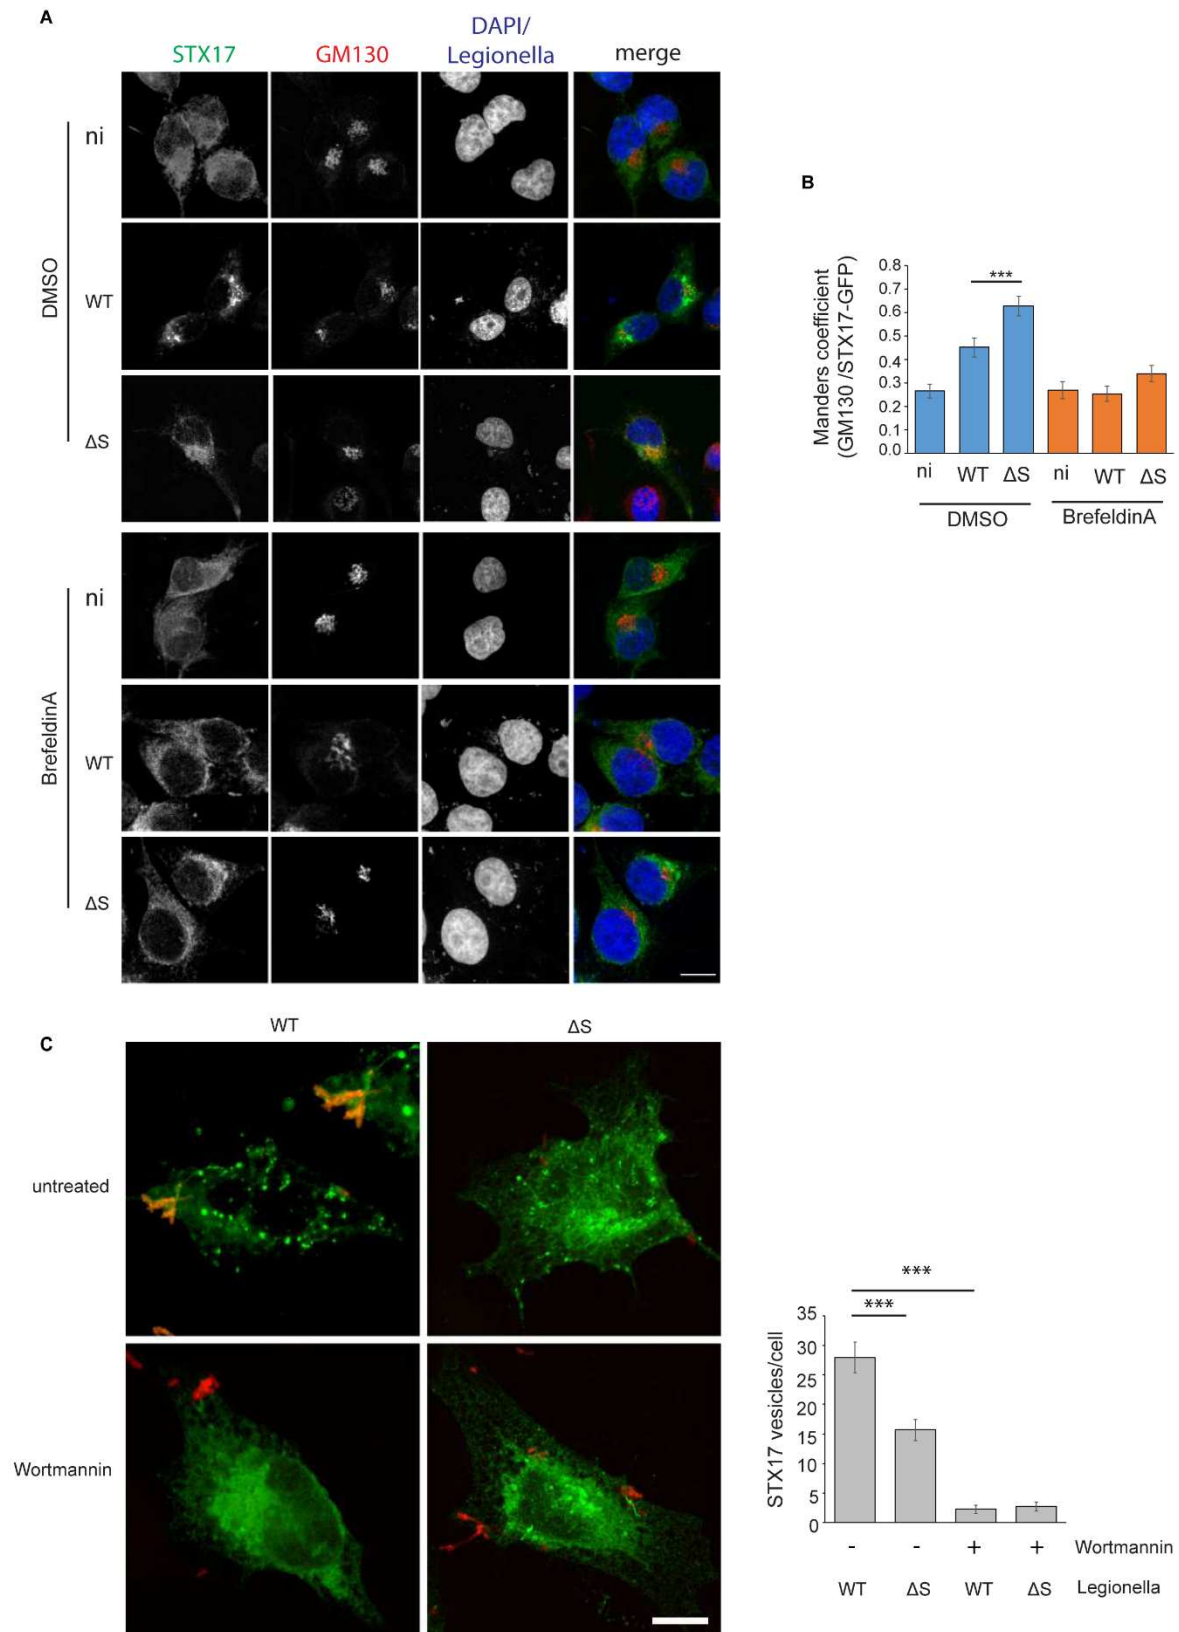 A
STX17 GM130 DAPI/ Legionella merge
DMSO
ni
WT
ΔS
BrefeldinA
ni
WT
ΔS
B
Manders coefficient
(GM130 /STX17-GFP)
0.8
0.7
0.6
0.5
0.4
0.3
0.2
0.1
0.0
***
ni WT ΔS ni WT ΔS
DMSO BrefeldinA
C
WT ΔS
untreated
Wortmannin
STX17 vesicles/cell
35
30
25
20
15
10
5
0
***
***
- - + + Wortmannin
WT ΔS WT ΔS Legionella